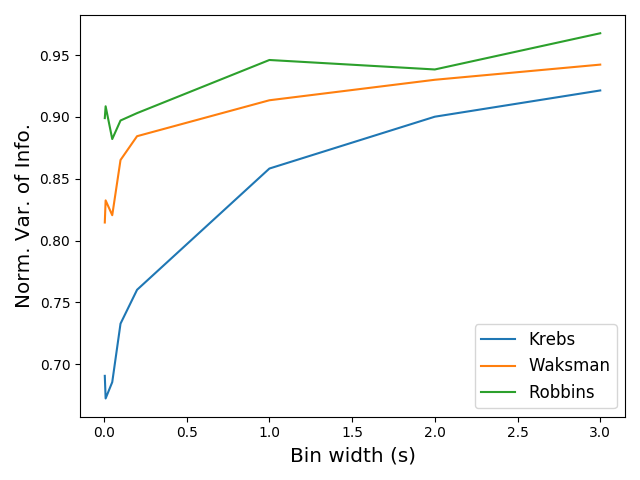 0.95
0.90
0.85
0.80
0.75
0.70
Norm. Var. of Info.
Krebs
Waksman
Robbins
0.0 0.5 1.0 1.5 2.0 2.5 3.0
Bin width (s)